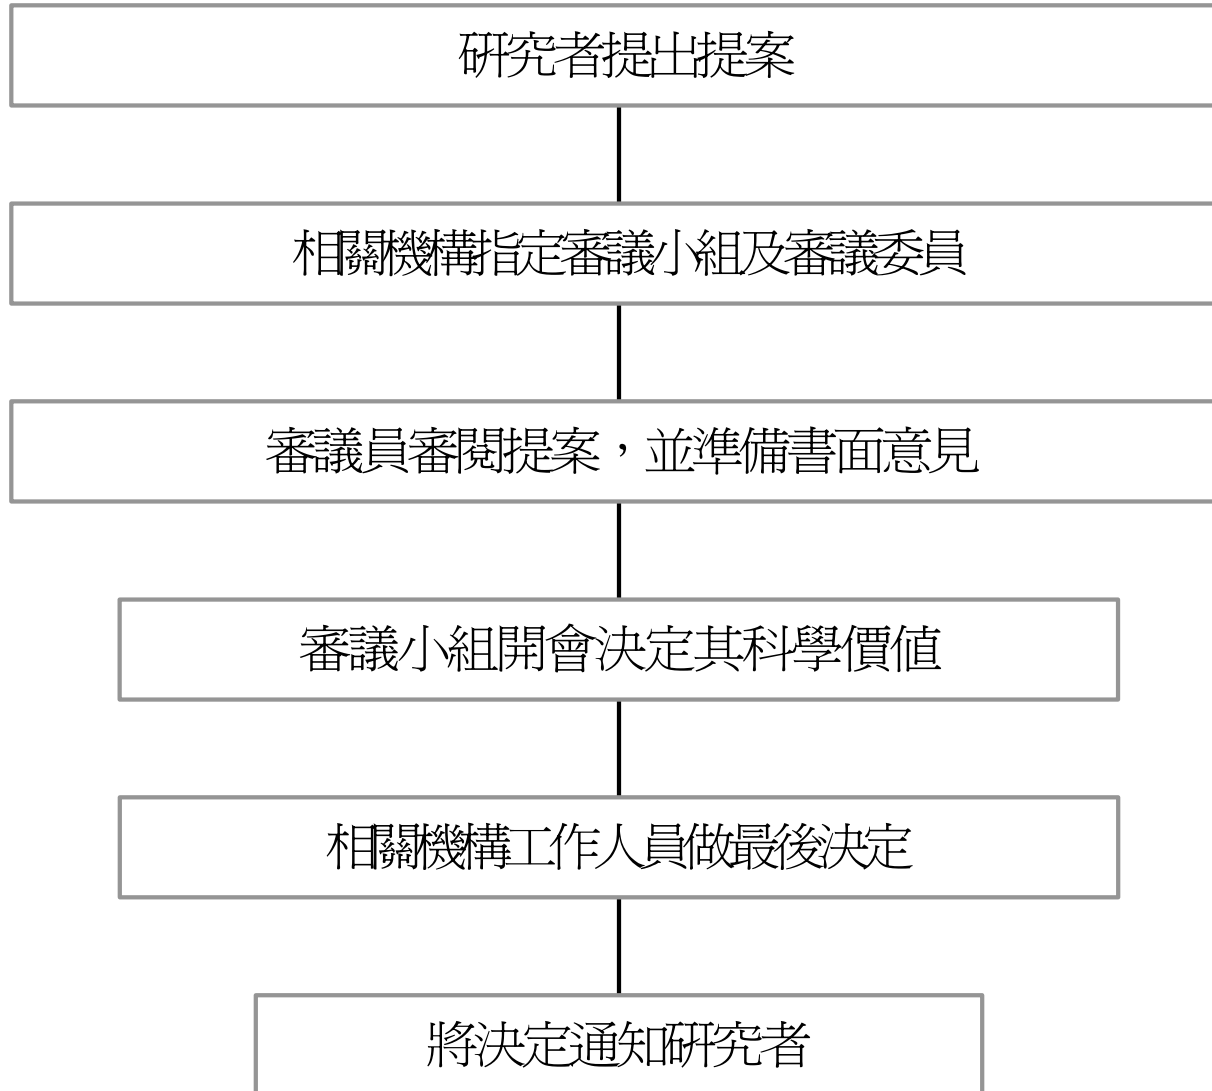 研究者提出提案
相關機構指定審議小組及審議委員
審議員審閱提案，並準備書面意見
審議小組開會決定其科學價值
相關機構工作人員做最後決定
將決定通知研究者